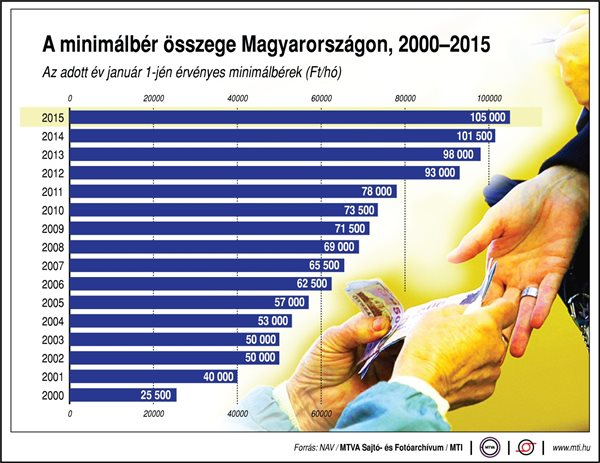 A minimálbér összege Magyarországon, 2000–2015
Az adott év január 1-jén érvényes minimálbérek (Ft/hó)
0 20000 40000 60000 80000 100000
2015 105 000
2014 101 500
2013 98 000
2012 93 000
2011 78 000
2010 73 500
2009 71 500
2008 69 000
2007 65 500
2006 62 500
2005 57 000
2004 53 000
2003 50 000
2002 50 000
2001 40 000
2000 25 500
0 20000 40000 60000
Forrás: NAV / MTVA Sajtó- és Fotóarchívum / MTI MTVA www.mti.hu